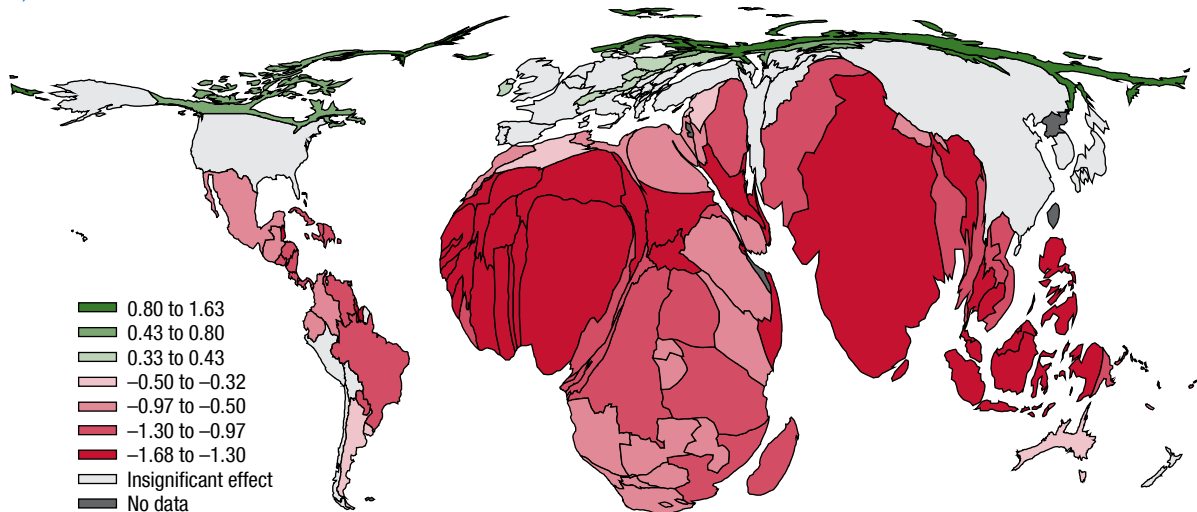 0.80 to 1.63
0.43 to 0.80
0.33 to 0.43
–0.50 to –0.32
–0.97 to –0.50
–1.30 to –0.97
–1.68 to –1.30
Insignificant effect
No data